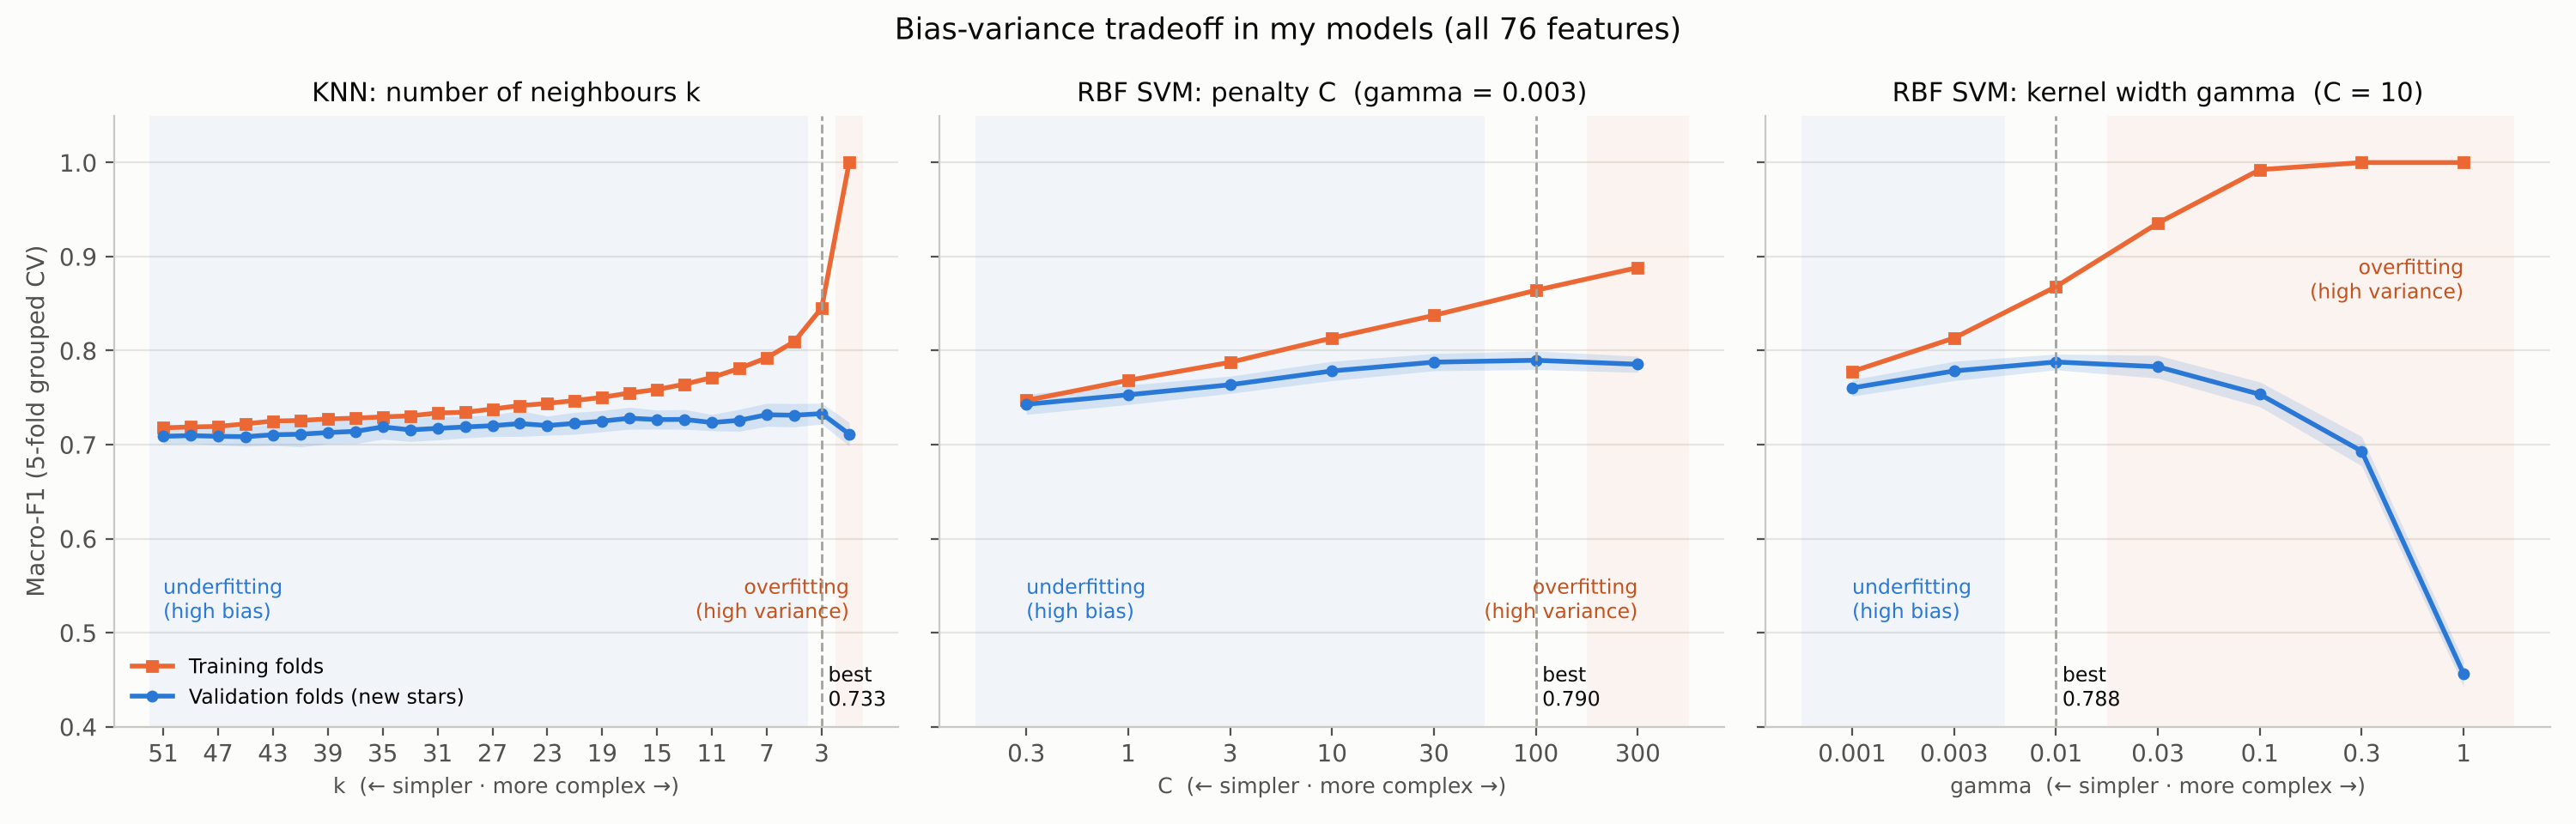 Bias-variance tradeoff in my models (all 76 features)
KNN: number of neighbours k
Macro-F1 (5-fold grouped CV)
1.0
0.9
0.8
0.7
0.6
0.5
0.4
underfitting
(high bias)
overfitting
(high variance)
Training folds
Validation folds (new stars)
best
0.733
51 47 43 39 35 31 27 23 19 15 11 7 3
k (← simpler · more complex →)
RBF SVM: penalty C (gamma = 0.003)
underfitting
(high bias)
overfitting
(high variance)
best
0.790
0.3 1 3 10 30 100 300
C (← simpler · more complex →)
RBF SVM: kernel width gamma (C = 10)
overfitting
(high variance)
underfitting
(high bias)
best
0.788
0.001 0.003 0.01 0.03 0.1 0.3 1
gamma (← simpler · more complex →)